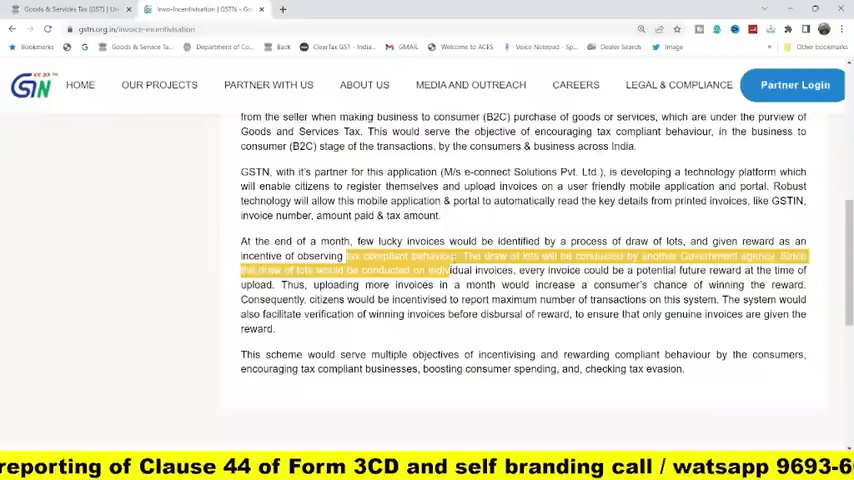 Goods & Services Tax (GST) | Us
Invo-Incentivisation | GSTN - Go
gstn.org.in/invoice-incentivisation
Bookmarks
G
Goods & Service Ta...
Department of Co...
Back
ClearTax GST - India...
GMAIL
Welcome to ACES
Voice Notepad - Sp...
Dealer Search
Twitter
Other bookmarks
GSTN
HOME
OUR PROJECTS
PARTNER WITH US
ABOUT US
MEDIA AND OUTREACH
CAREERS
LEGAL & COMPLIANCE
Partner Login
from the seller when making business to consumer (B2C) purchase of goods or services, which are under the purview of
Goods and Services Tax. This would serve the objective of encouraging tax compliant behaviour, in the business to
consumer (B2C) stage of the transactions, by the consumers & business across India.
GSTN, with it's partner for this application (M/s e-connect Solutions Pvt. Ltd.), is developing a technology platform which
will enable citizens to register themselves and upload invoices on a user friendly mobile application and portal. Robust
technology will allow this mobile application & portal to automatically read the key details from printed invoices, like GSTIN,
invoice number, amount paid & tax amount.
At the end of a month, few lucky invoices would be identified by a process of draw of lots, and given reward as an
incentive of observing tax compliant behaviour. The draw of lots will be conducted by another Government agency. Since
the draw of lots would be conducted on individual invoices, every invoice could be a potential future reward at the time of
upload. Thus, uploading more invoices in a month would increase a consumer's chance of winning the reward.
Consequently, citizens would be incentivised to report maximum number of transactions on this system. The system would
also facilitate verification of winning invoices before disbursal of reward, to ensure that only genuine invoices are given the
reward.
This scheme would serve multiple objectives of incentivising and rewarding compliant behaviour by the consumers,
encouraging tax compliant businesses, boosting consumer spending, and, checking tax evasion.
reporting of Clause 44 of Form 3CD and self branding call / watsapp 9693-6